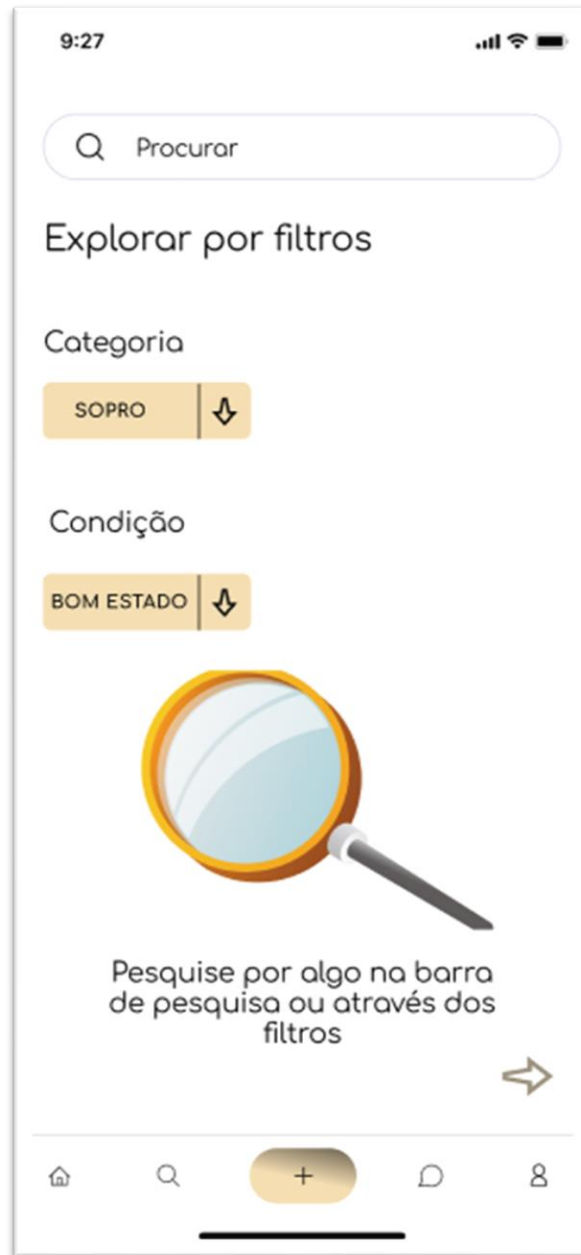 9:27
Procurar
Explorar por filtros
Categoria
SOPRO
Condição
BOM ESTADO
Pesquise por algo na barra
de pesquisa ou através dos
filtros